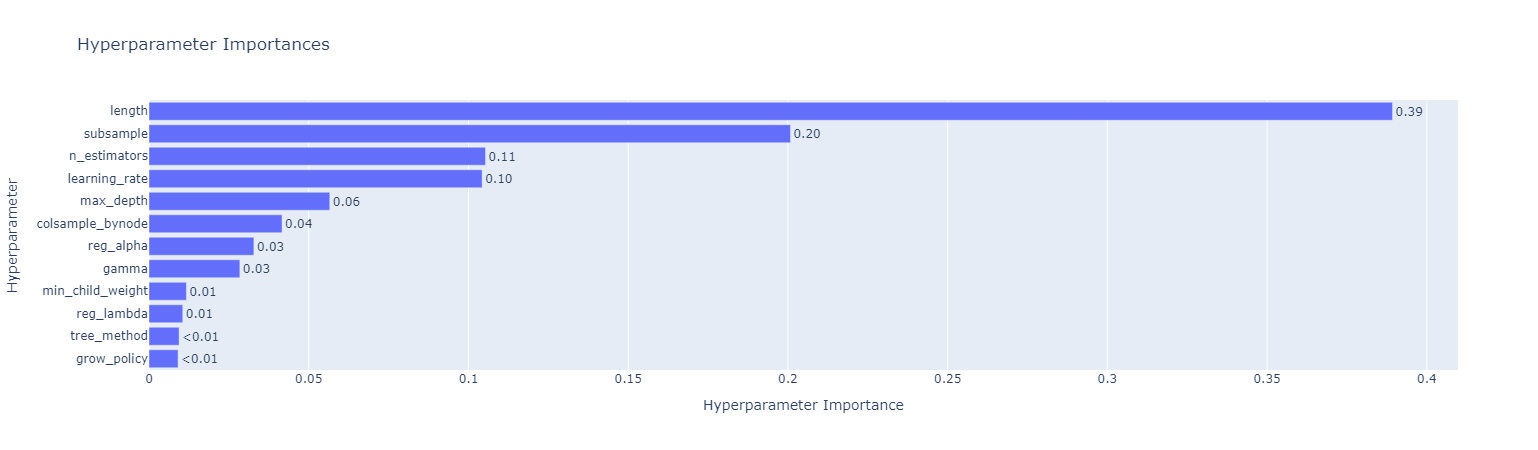 Hyperparameter Importances
Hyperparameter
length 0.39
subsample 0.20
n_estimators 0.11
learning_rate 0.10
max_depth 0.06
colsample_bynode 0.04
reg_alpha 0.03
gamma 0.03
min_child_weight 0.01
reg_lambda 0.01
tree_method <0.01
grow_policy <0.01
0 0.05 0.1 0.15 0.2 0.25 0.3 0.35 0.4
Hyperparameter Importance